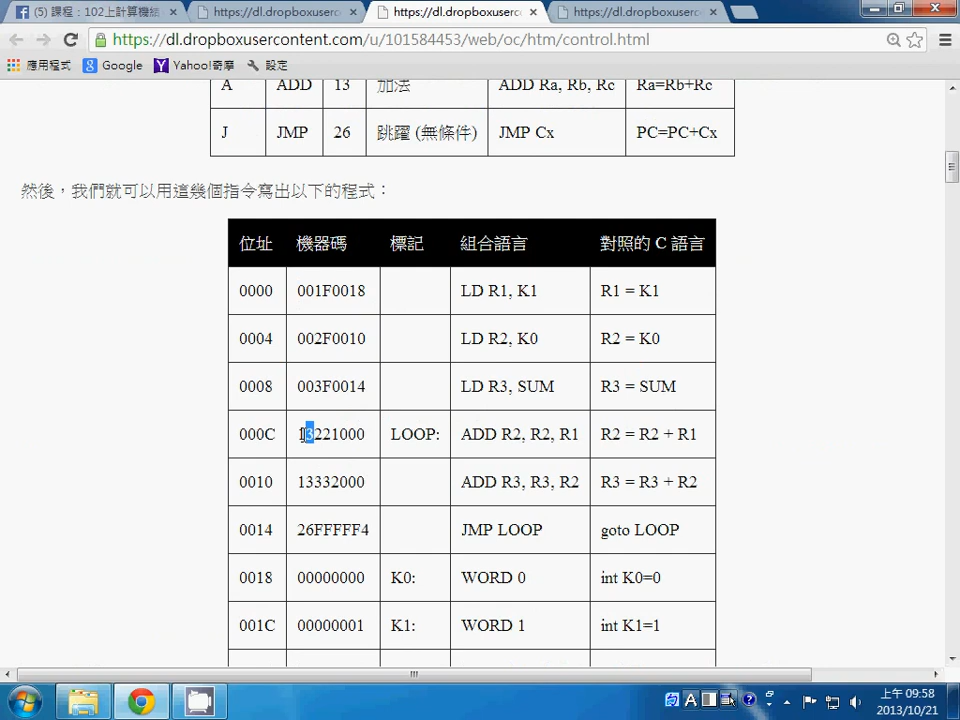 (5) 課程：102上計算機結
https://dl.dropboxuserc
https://dl.dropboxuserc
https://dl.dropboxuserc
https://dl.dropboxusercontent.com/u/101584453/web/oc/htm/control.html
應用程式 Google Yahoo!奇摩 設定
A ADD 13 加法 ADD Ra, Rb, Rc Ra=Rb+Rc
J JMP 26 跳躍 (無條件) JMP Cx PC=PC+Cx
然後，我們就可以用這幾個指令寫出以下的程式：
位址 機器碼 標記 組合語言 對照的 C 語言
0000 001F0018 LD R1, K1 R1 = K1
0004 002F0010 LD R2, K0 R2 = K0
0008 003F0014 LD R3, SUM R3 = SUM
000C 13221000 LOOP: ADD R2, R2, R1 R2 = R2 + R1
0010 13332000 ADD R3, R3, R2 R3 = R3 + R2
0014 26FFFFF4 JMP LOOP goto LOOP
0018 00000000 K0: WORD 0 int K0=0
001C 00000001 K1: WORD 1 int K1=1
上午 09:58
2013/10/21